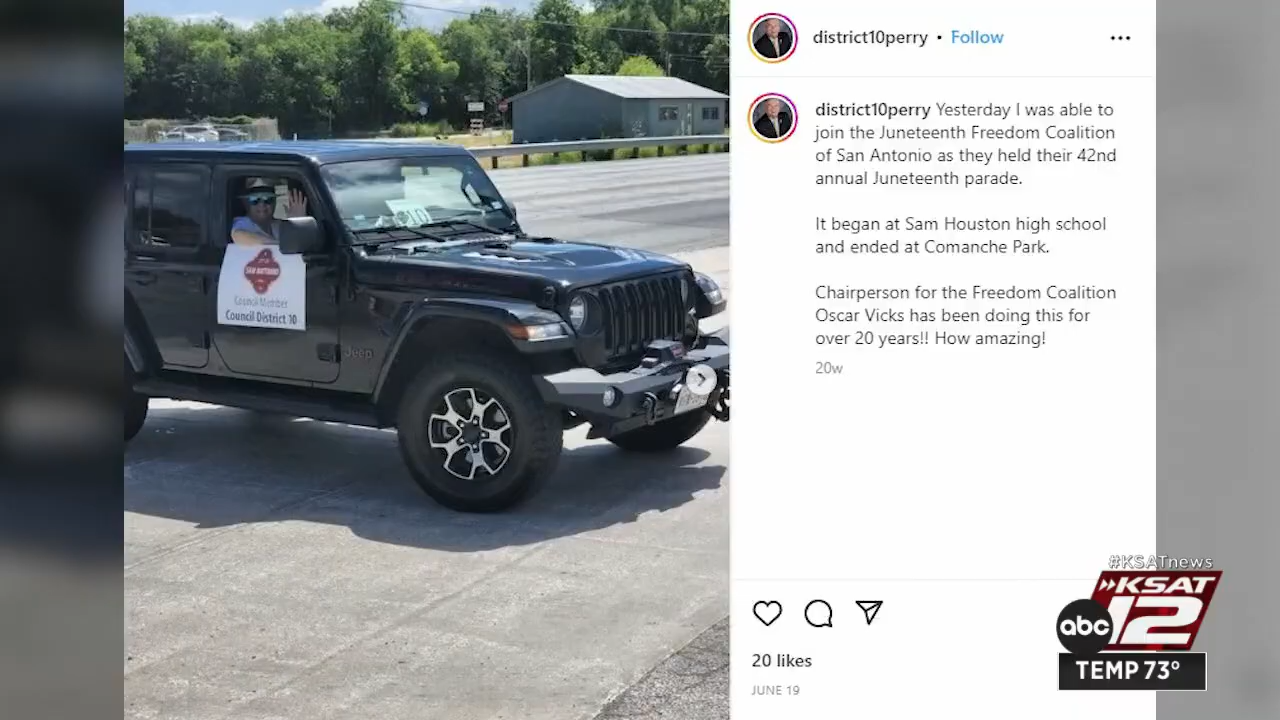 district10perry • Follow
district10perry Yesterday I was able to
join the Juneteenth Freedom Coalition
of San Antonio as they held their 42nd
annual Juneteenth parade.
It began at Sam Houston high school
and ended at Comanche Park.
Chairperson for the Freedom Coalition
Oscar Vicks has been doing this for
over 20 years!! How amazing!
20w
20 likes
JUNE 19
SAN ANTONIO
Council Member
Council District 10
Jeep
10
#KSATnews
KSAT
abc 12
TEMP 73°